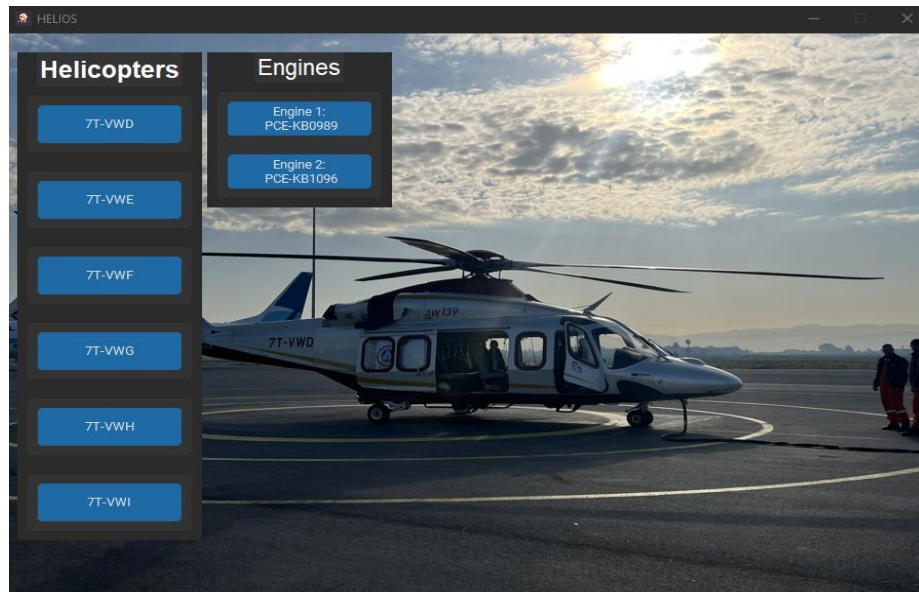 HELIOS
Helicopters
7T-VWD
7T-VWE
7T-VWF
7T-VWG
7T-VWH
7T-VWI
Engines
Engine 1:
PCE-KB0989
Engine 2:
PCE-KB1096
AW139
7T-VWD